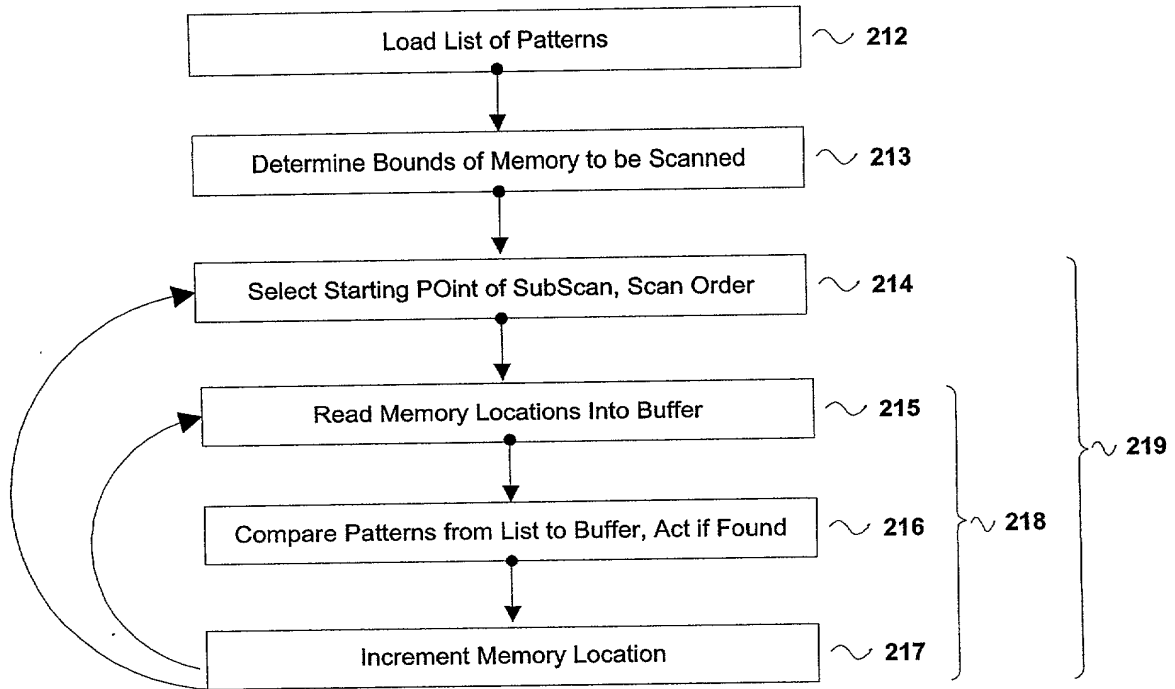 Load List of Patterns 212
Determine Bounds of Memory to be Scanned 213
Select Starting POint of SubScan, Scan Order 214
Read Memory Locations Into Buffer 215
219
Compare Patterns from List to Buffer, Act if Found 216
218
Increment Memory Location 217